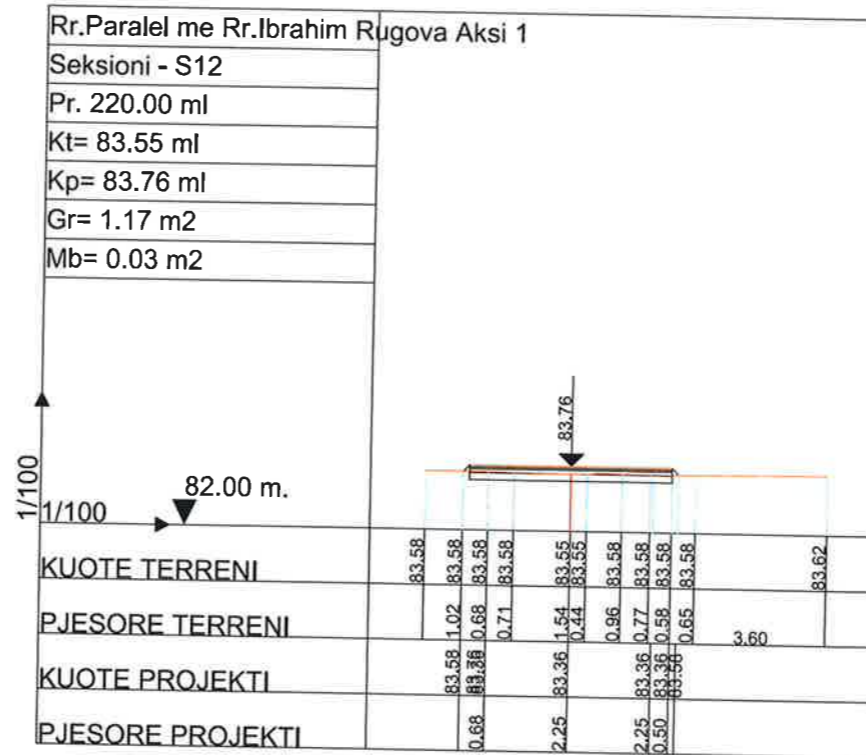 Rr.Paralel me Rr.Ibrahim Rugova Aksi 1
Seksioni - S12
Pr. 220.00 ml
Kt= 83.55 ml
Kp= 83.76 ml
Gr= 1.17 m2
Mb= 0.03 m2
83.76
1/100
82.00 m.
1/100
KUOTE TERRENI 83.58 83.58 83.58 83.58 83.55 83.55 83.58 83.58 83.58 83.58 83.62
PJESORE TERRENI 1.02 0.68 0.71 1.54 0.44 0.96 0.77 0.58 0.65 3.60
KUOTE PROJEKTI 83.58 83.36 83.36 83.36
PJESORE PROJEKTI 0.68 2.25 2.25 0.50